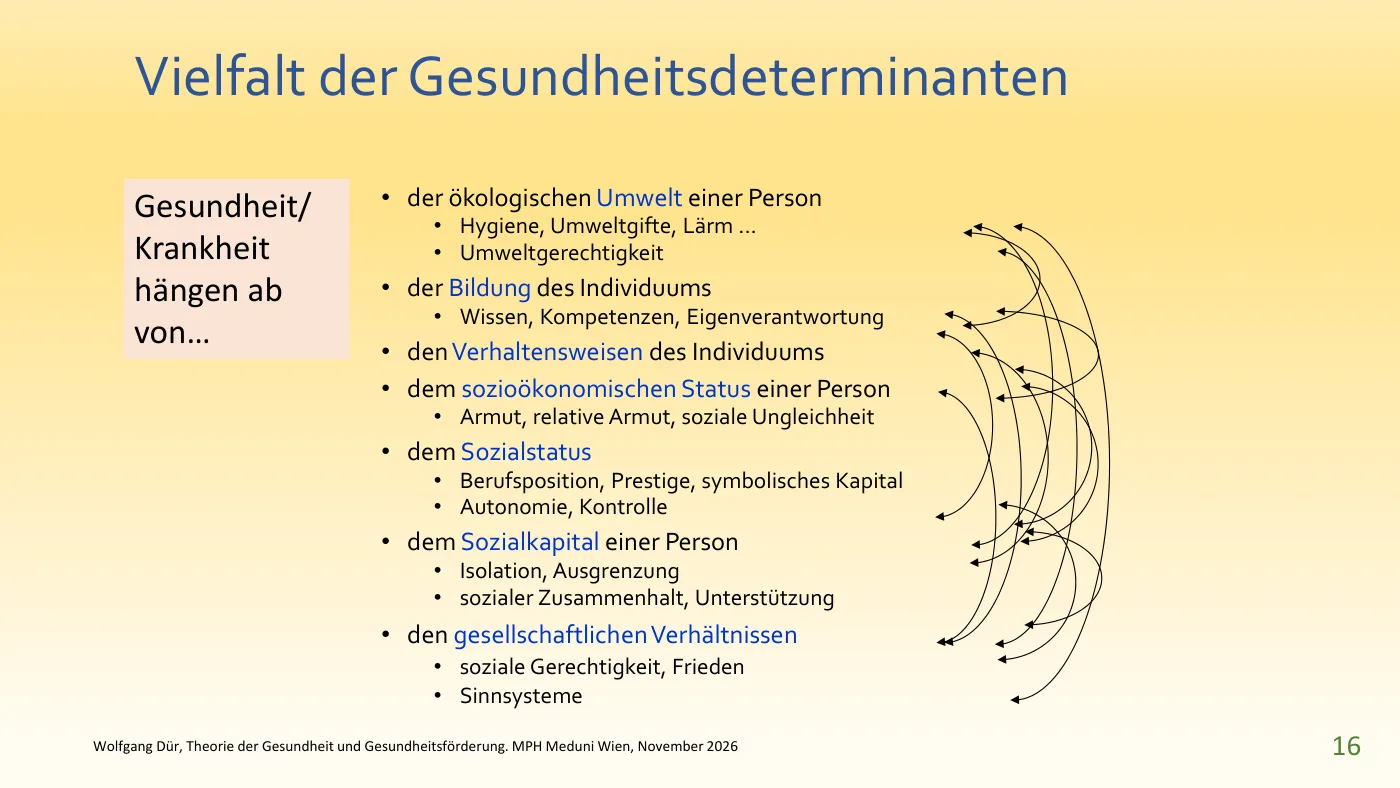 Vielfalt der Gesundheitsdeterminanten
Gesundheit/
Krankheit
hängen ab
von...
• der ökologischen Umwelt einer Person
• Hygiene, Umweltgifte, Lärm ...
• Umweltgerechtigkeit
• der Bildung des Individuums
• Wissen, Kompetenzen, Eigenverantwortung
• den Verhaltensweisen des Individuums
• dem sozioökonomischen Status einer Person
• Armut, relative Armut, soziale Ungleichheit
• dem Sozialstatus
• Berufsposition, Prestige, symbolisches Kapital
• Autonomie, Kontrolle
• dem Sozialkapital einer Person
• Isolation, Ausgrenzung
• sozialer Zusammenhalt, Unterstützung
• den gesellschaftlichen Verhältnissen
• soziale Gerechtigkeit, Frieden
• Sinnsysteme
Wolfgang Dür, Theorie der Gesundheit und Gesundheitsförderung. MPH Meduni Wien, November 2026
16